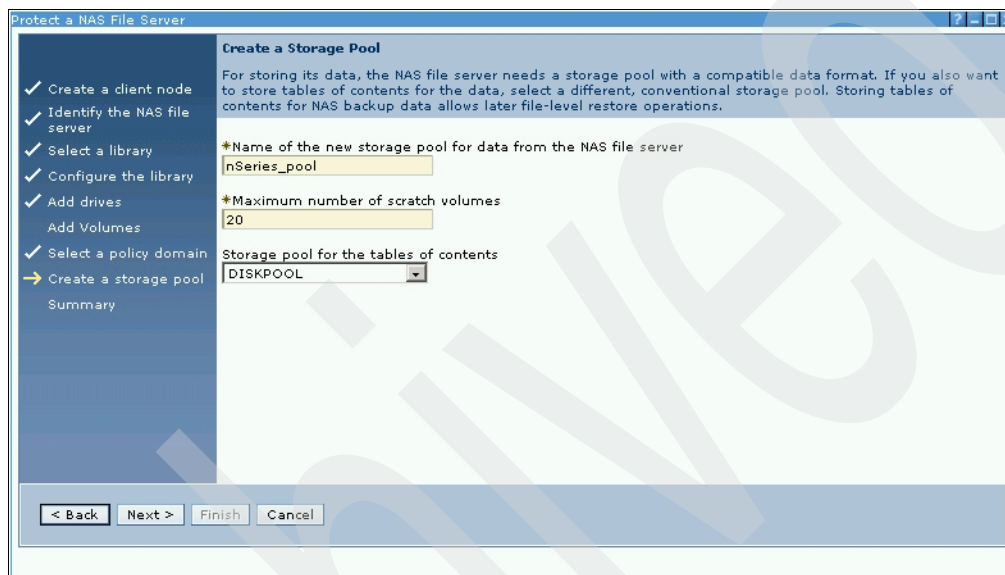 Protect a NAS File Server
? - □
Create a client node
Identify the NAS file
server
Select a library
Configure the library
Add drives
Add Volumes
Select a policy domain
Create a storage pool
Summary
Create a Storage Pool
For storing its data, the NAS file server needs a storage pool with a compatible data format. If you also want
to store tables of contents for the data, select a different, conventional storage pool. Storing tables of
contents for NAS backup data allows later file-level restore operations.
*Name of the new storage pool for data from the NAS file server
nSeries_pool
*Maximum number of scratch volumes
20
Storage pool for the tables of contents
DISKPOOL
< Back Next > Finish Cancel